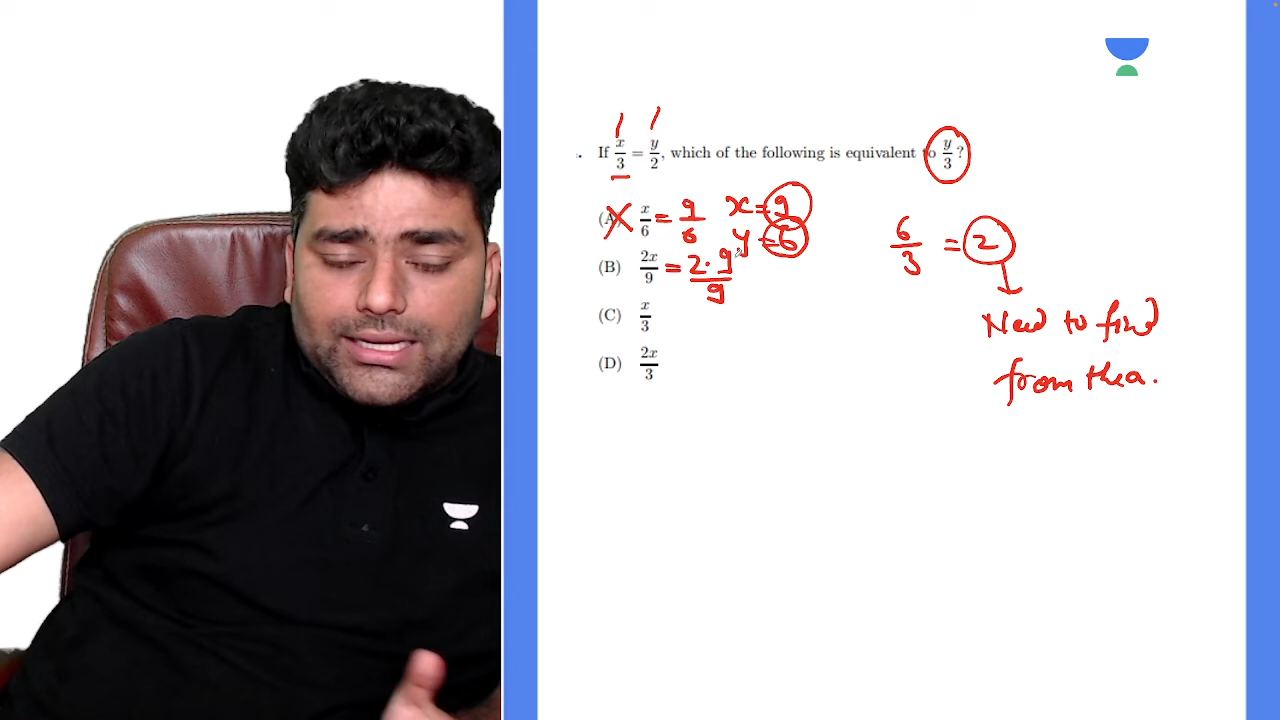 If x/3 = y/2, which of the following is equivalent to y/3?
(A) x/6 = 9/6 x = 9
y = 6
(B) 2x/9 = 2·9/9
6/3 = 2
(C) x/3
Need to find
(D) 2x/3
from thea.